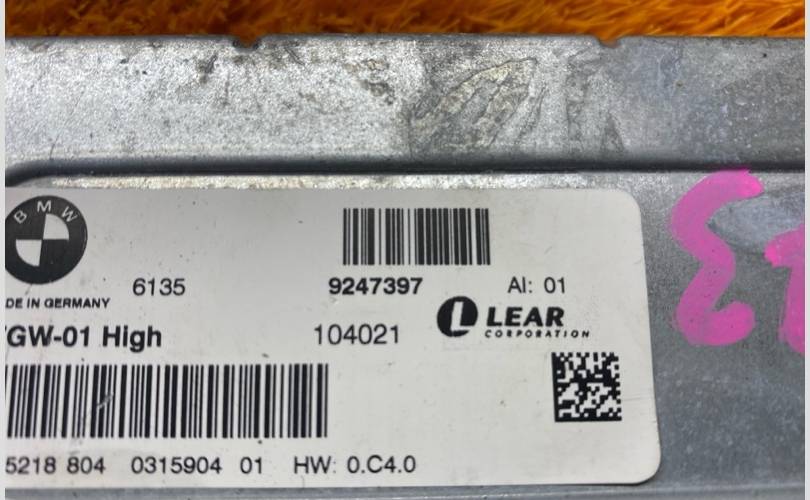 BMW
6135 9247397 AI: 01
DE IN GERMANY
GW-01 High 104021 LEAR
CORPORATION
5218 804 0315904 01 HW: 0.C4.0